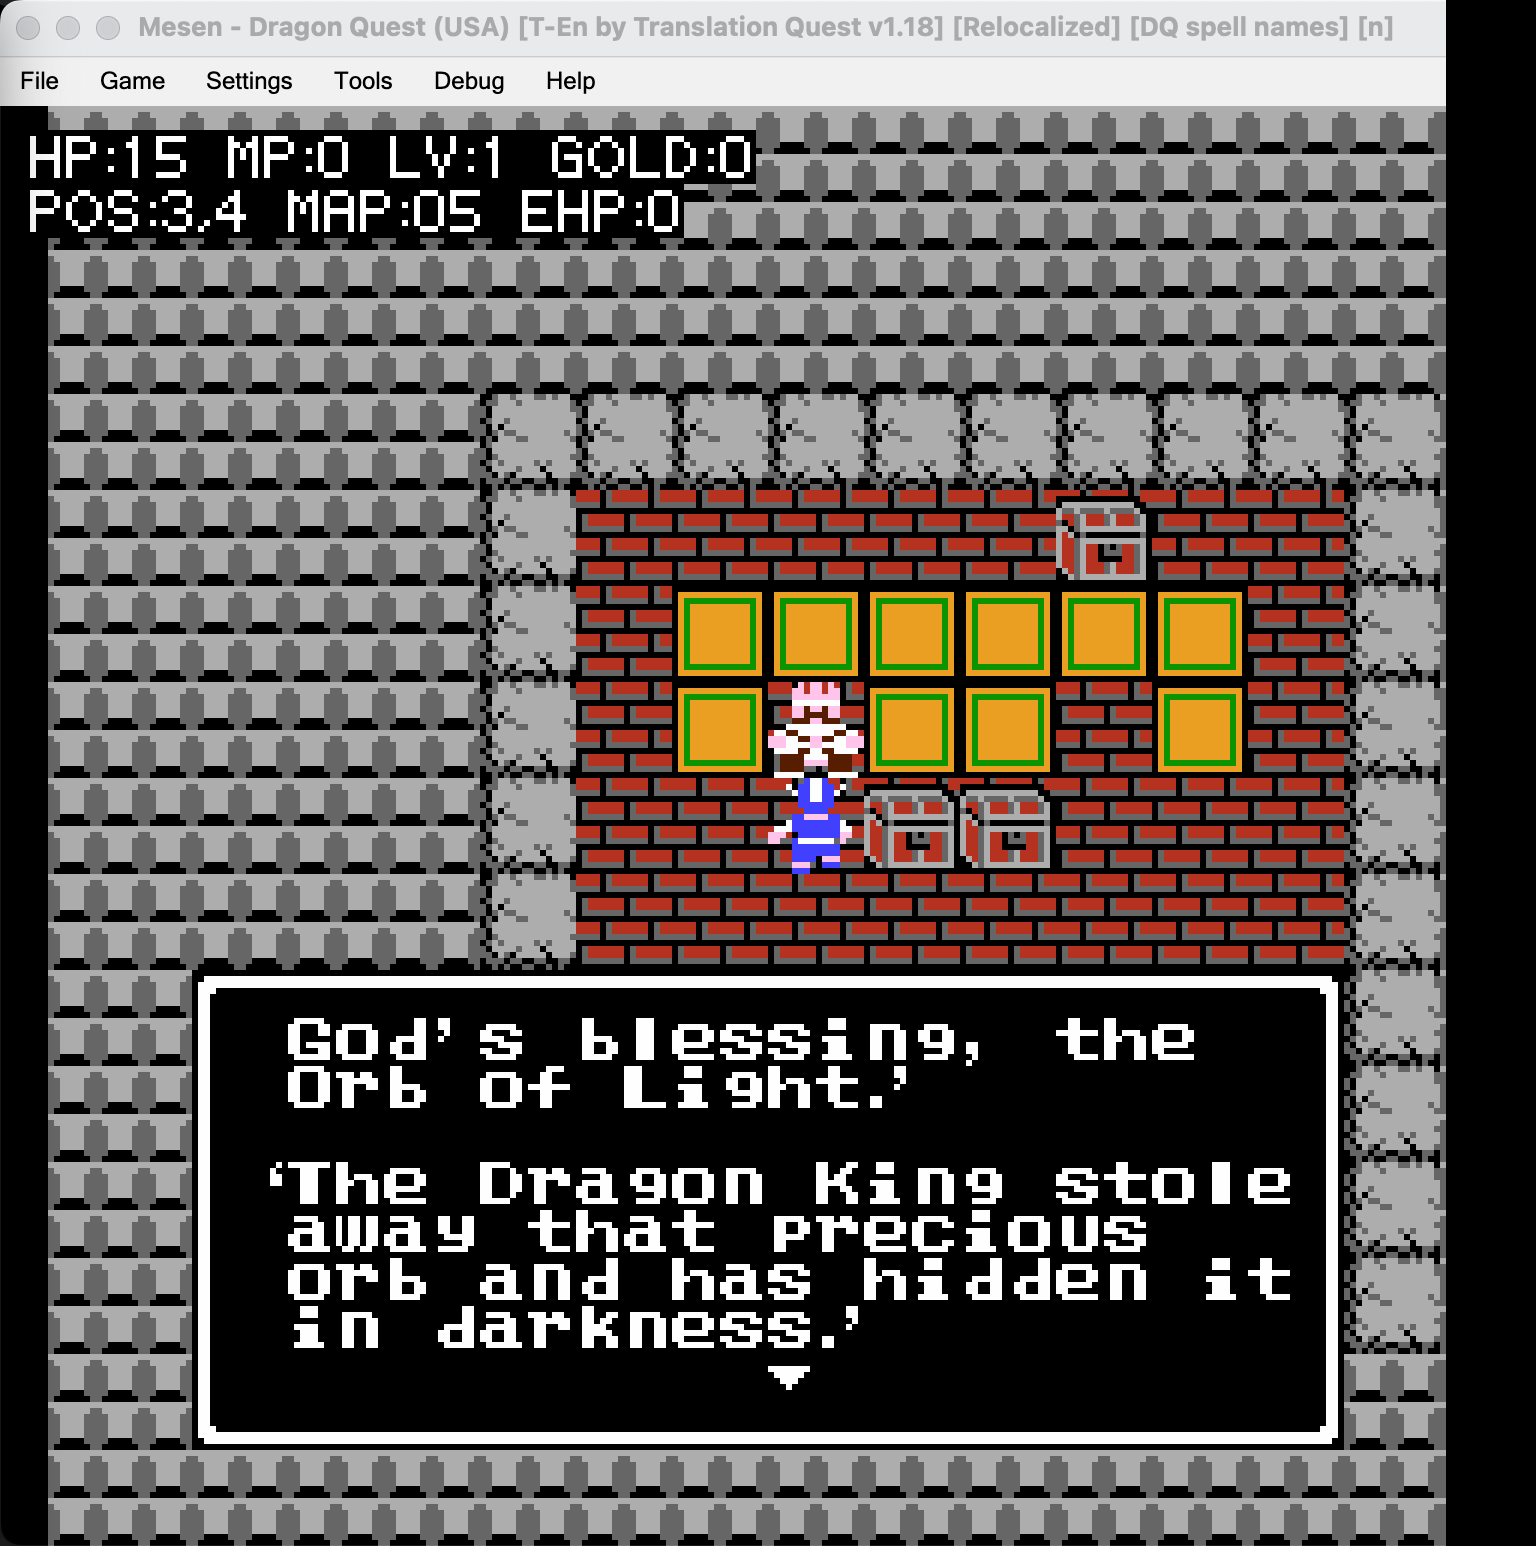 Mesen - Dragon Quest (USA) [T-En by Translation Quest v1.18] [Relocalized] [DQ spell names] [n]
File Game Settings Tools Debug Help
HP:15 MP:0 LV:1 GOLD:0
POS:3,4 MAP:05 EHP:0
God's blessing, the
Orb of Light.’
‘The Dragon King stole
away that precious
orb and has hidden it
in darkness.’